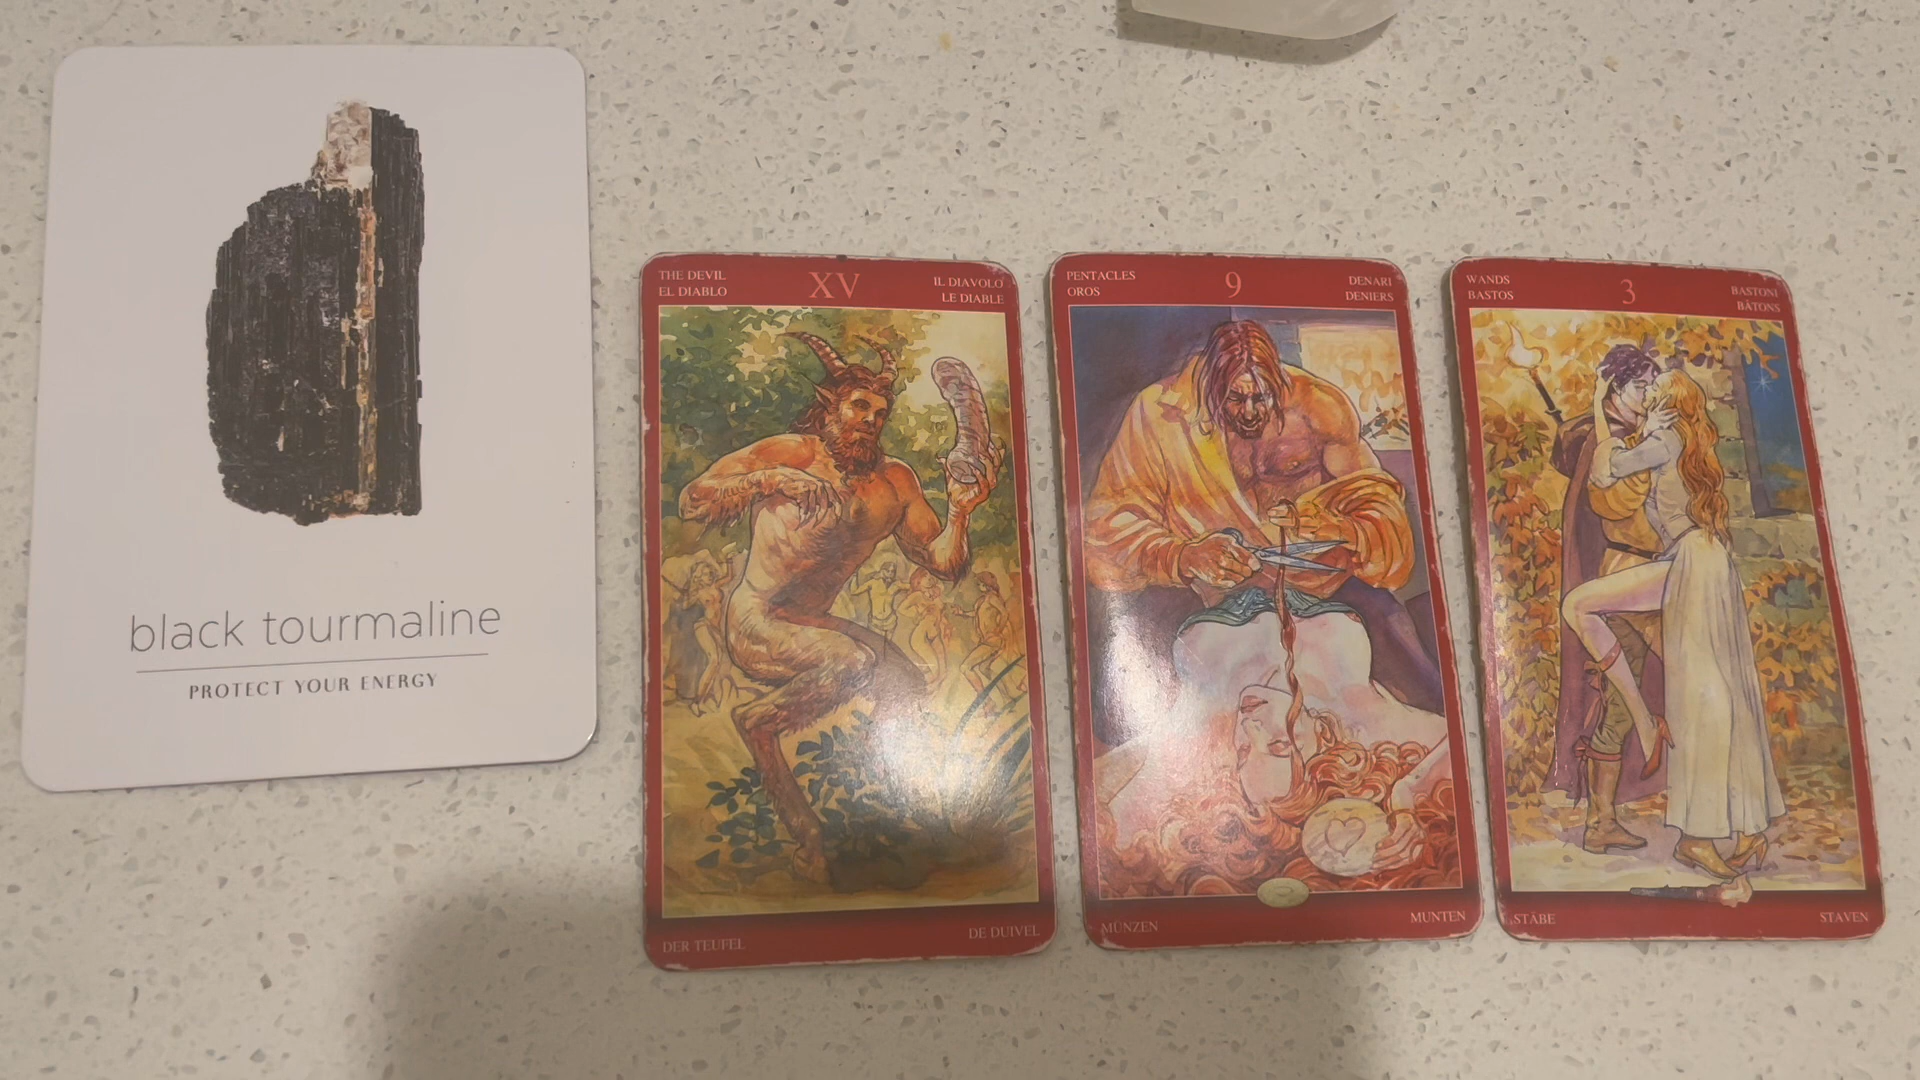 black tourmaline
PROTECT YOUR ENERGY
THE DEVIL
EL DIABLO
XV
IL DIAVOLO
LE DIABLE
DER TEUFEL
DE DUIVEL
PENTACLES
OROS
9
DENARI
DENIERS
MÜNZEN
MUNTEN
WANDS
BASTOS
3
BASTONI
BÂTONS
STÄBE
STAVEN